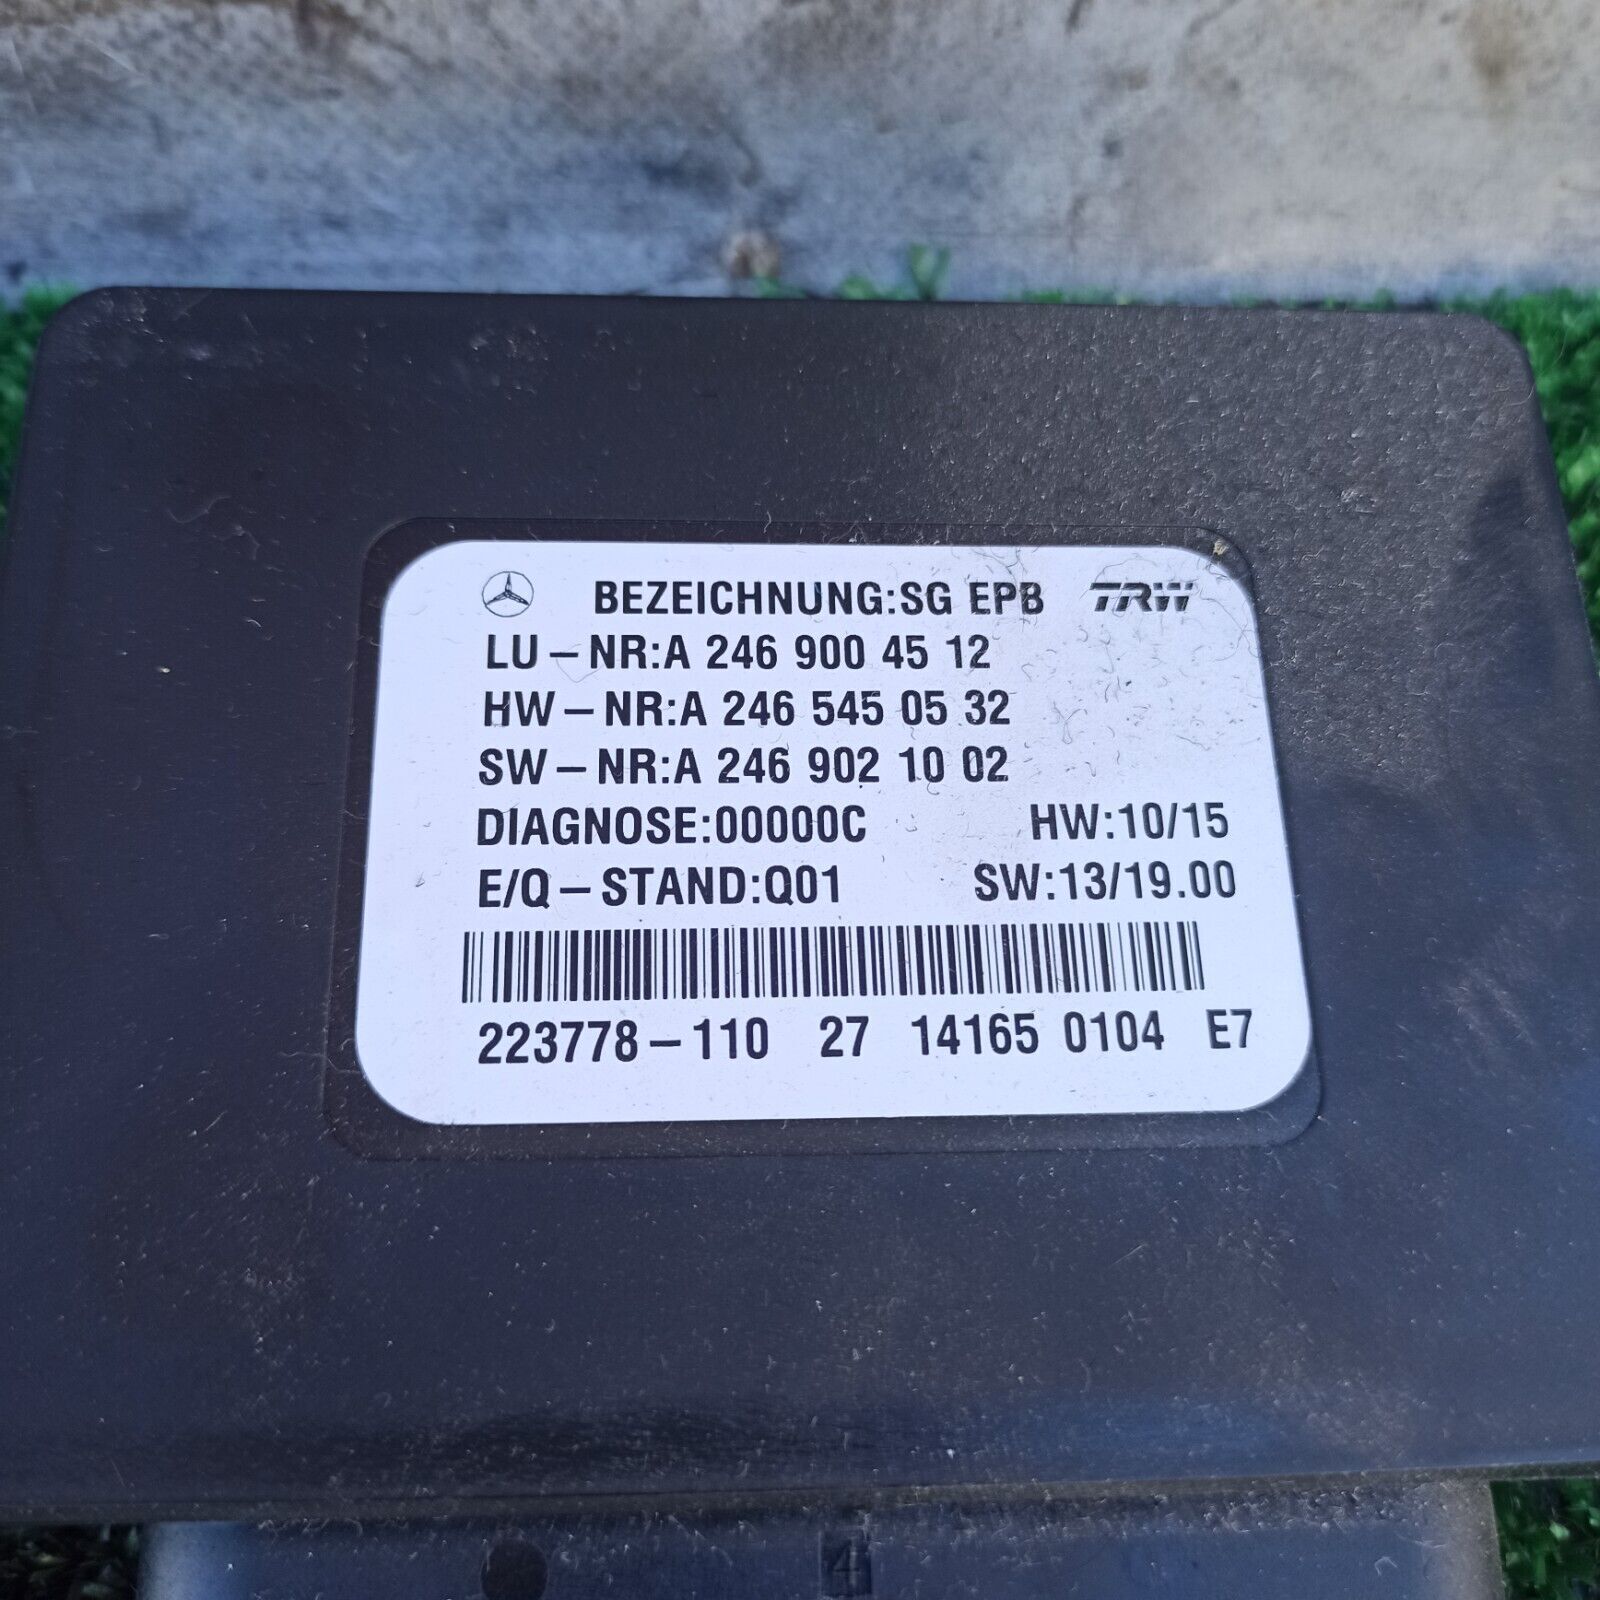 BEZEICHNUNG:SG EPB TRW
LU-NR:A 246 900 45 12
HW-NR:A 246 545 05 32
SW-NR:A 246 902 10 02
DIAGNOSE:00000C HW:10/15
E/Q-STAND:Q01 SW:13/19.00
223778-110 27 14165 0104 E7
4